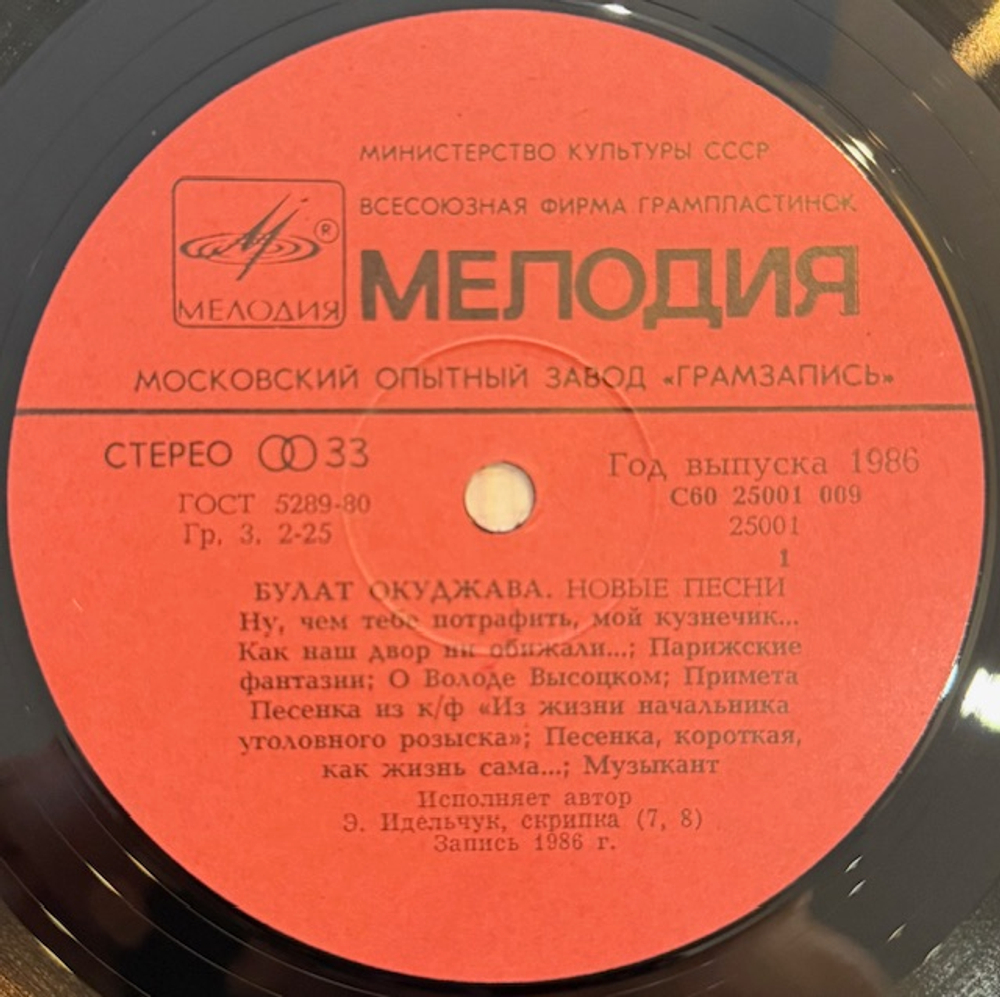 МИНИСТЕРСТВО КУЛЬТУРЫ СССР
ВСЕСОЮЗНАЯ ФИРМА ГРАМПЛАСТИНОК
®
МЕЛОДИЯ
МЕЛОДИЯ
МОСКОВСКИЙ ОПЫТНЫЙ ЗАВОД «ГРАМЗАПИСЬ»
СТЕРЕО 33
Год выпуска 1986
ГОСТ 5289-80
С60 25001 009
Гр. 3. 2-25
25001
1
БУЛАТ ОКУДЖАВА. НОВЫЕ ПЕСНИ
Ну, чем тебе потрафить, мой кузнечик...
Как наш двор ни обижали...; Парижские
фантазии; О Володе Высоцком; Примета
Песенка из к/ф «Из жизни начальника
уголовного розыска»; Песенка, короткая,
как жизнь сама...; Музыкант
Исполняет автор
Э. Идельчук, скрипка (7, 8)
Запись 1986 г.